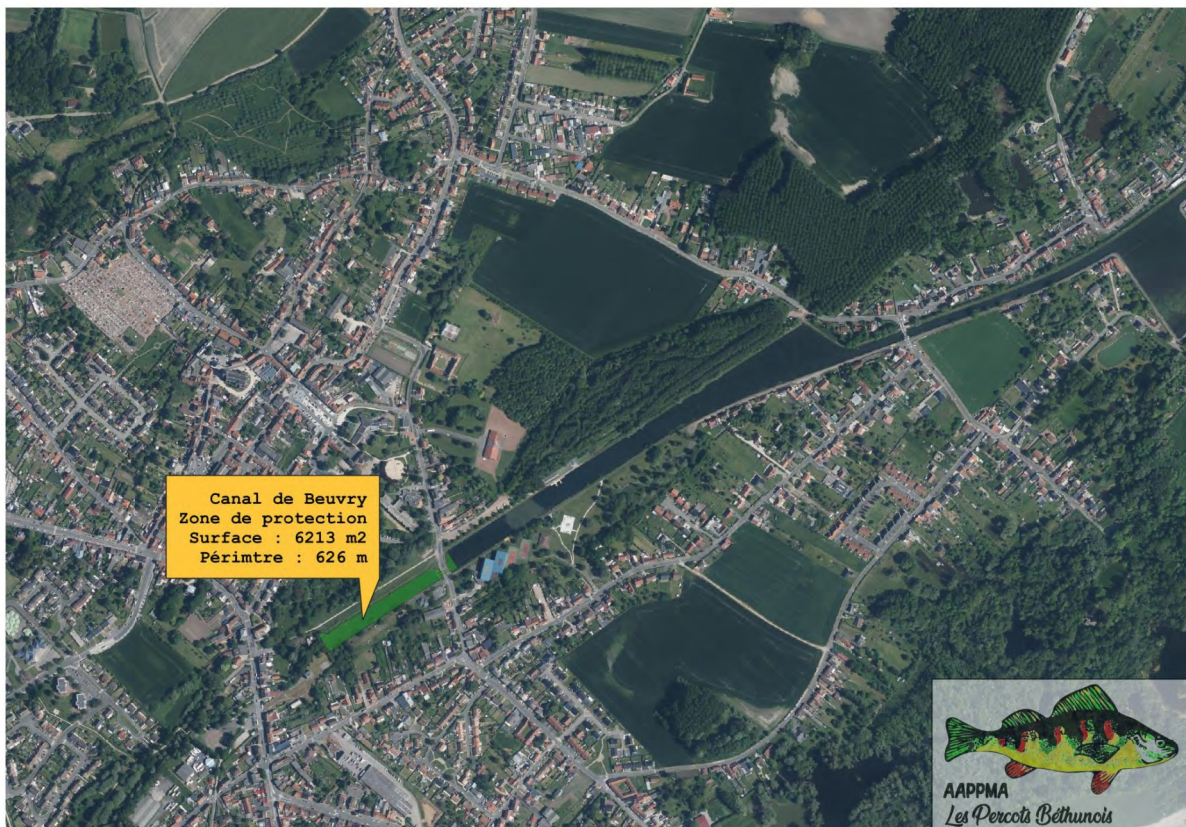 Canal de Beuvry
Zone de protection
Surface : 6213 m2
Périmtre : 626 m
AAPPMA
Les Percots Béthunois